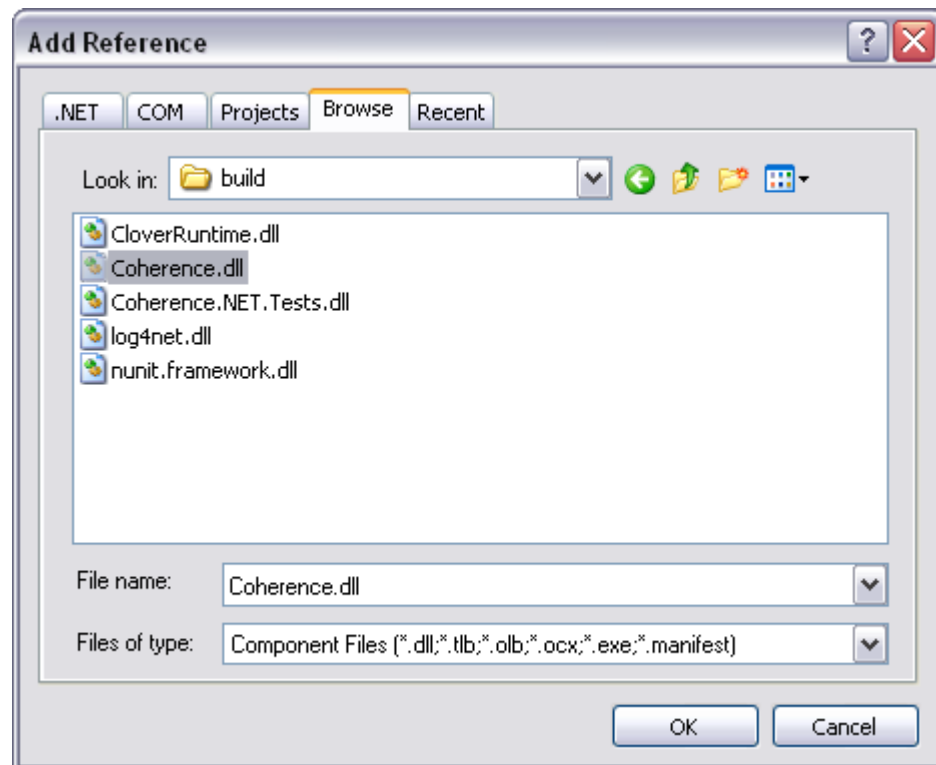 Add Reference
.NET COM Projects Browse Recent
Look in: build
CloverRuntime.dll
Coherence.dll
Coherence.NET.Tests.dll
log4net.dll
nunit.framework.dll
File name: Coherence.dll
Files of type: Component Files (*.dll;*.tlb;*.olb;*.ocx;*.exe;*.manifest)
OK Cancel